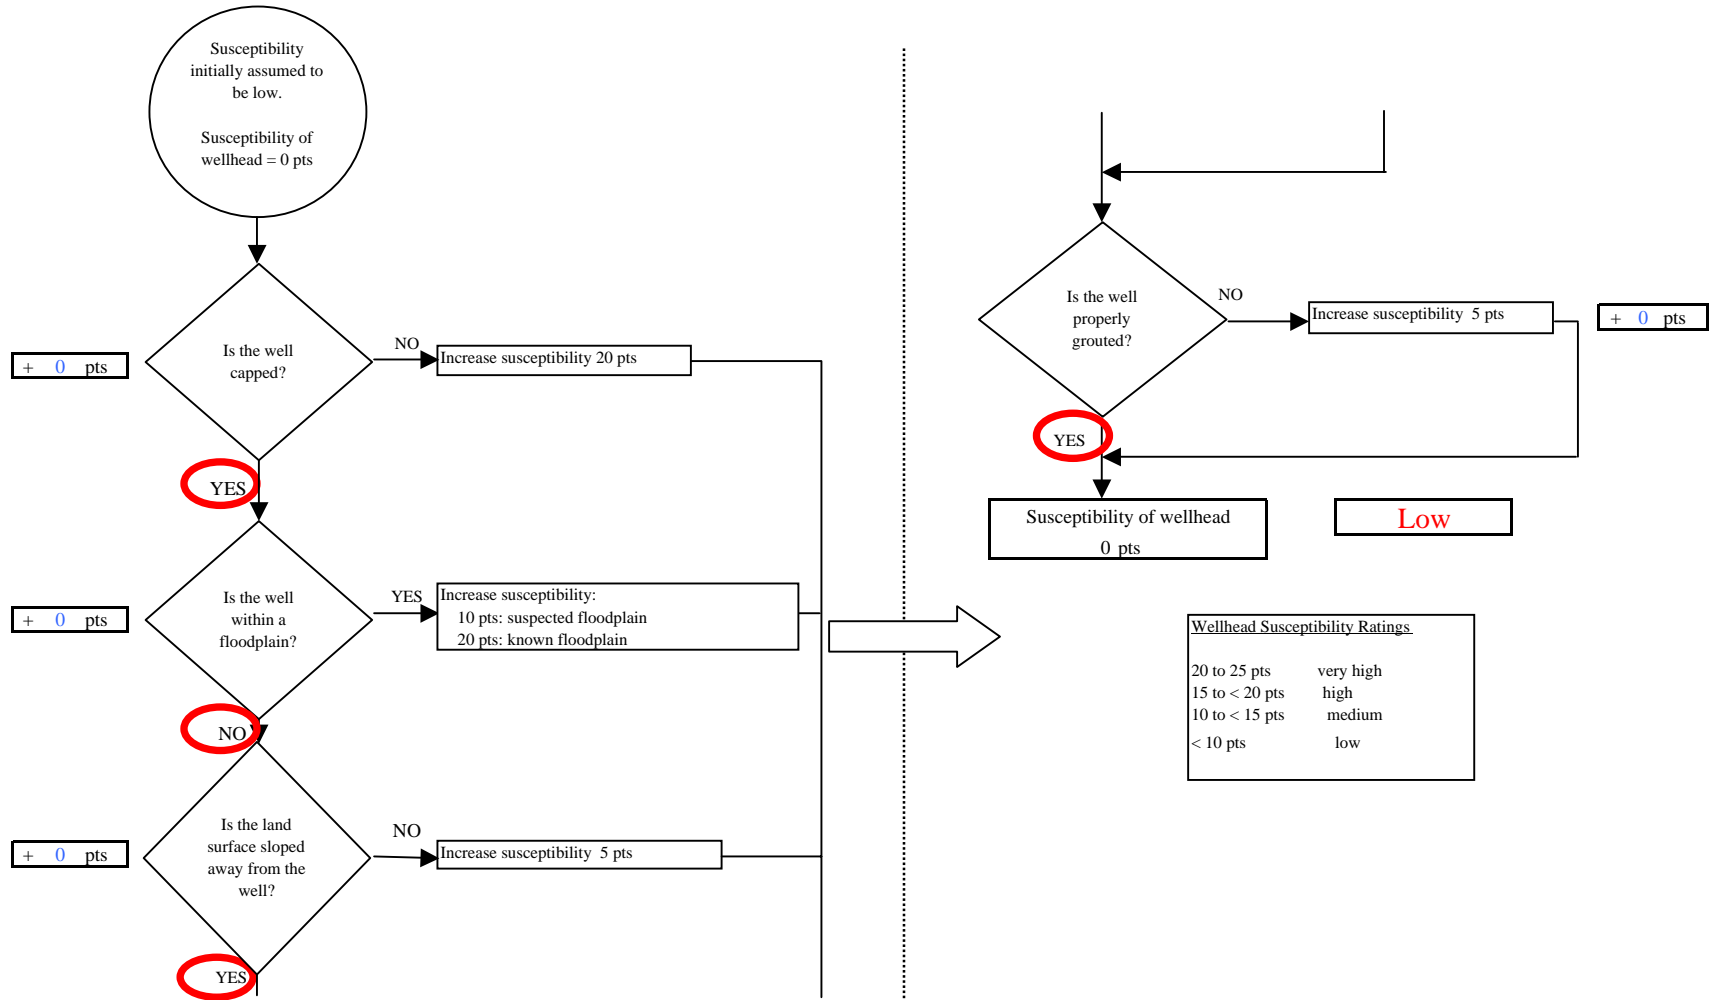 Susceptibility
initially assumed to
be low.
Susceptibility of
wellhead = 0 pts
Is the well
capped?
NO
Increase susceptibility 20 pts
+ 0 pts
YES
Is the well
within a
floodplain?
YES
Increase susceptibility:
10 pts: suspected floodplain
20 pts: known floodplain
+ 0 pts
NO
Is the land
surface sloped
away from the
well?
NO
Increase susceptibility 5 pts
+ 0 pts
YES
Is the well
properly
grouted?
NO
Increase susceptibility 5 pts
+ 0 pts
YES
Susceptibility of wellhead
0 pts
Low
Wellhead Susceptibility Ratings
20 to 25 pts very high
15 to < 20 pts high
10 to < 15 pts medium
< 10 pts low